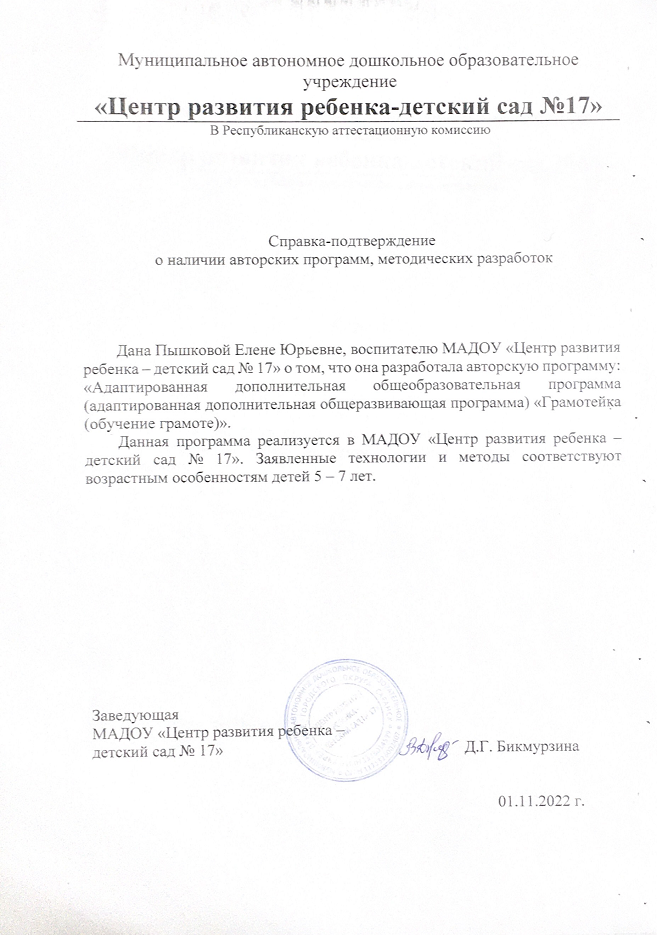 Муниципальное автономное дошкольное образовательное
учреждение
«Центр развития ребенка-детский сад №17»
В Республиканскую аттестационную комиссию
Справка-подтверждение
о наличии авторских программ, методических разработок
Дана Пышковой Елене Юрьевне, воспитателю МАДОУ «Центр развития
ребенка – детский сад № 17» о том, что она разработала авторскую программу:
«Адаптированная дополнительная общеобразовательная программа
(адаптированная дополнительная общеразвивающая программа) «Грамотейка
(обучение грамоте)».
Данная программа реализуется в МАДОУ «Центр развития ребенка –
детский сад № 17». Заявленные технологии и методы соответствуют
возрастным особенностям детей 5 – 7 лет.
Заведующая
МАДОУ «Центр развития ребенка –
детский сад № 17»
Д.Г. Бикмурзина
01.11.2022 г.